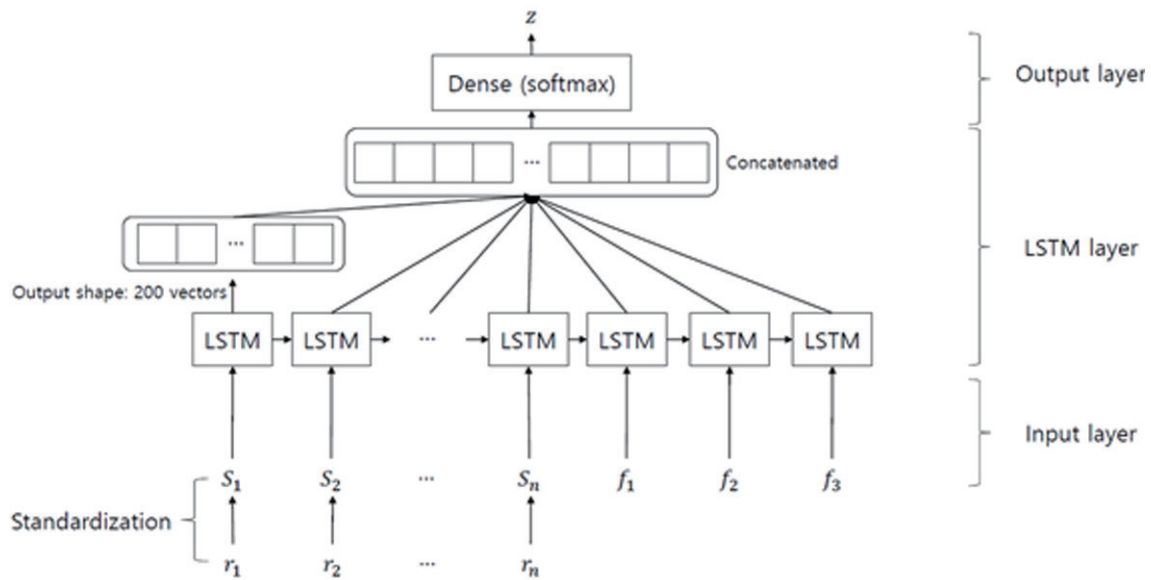 z
Dense (softmax)
Output layer
... Concatenated
...
LSTM layer
Output shape: 200 vectors
LSTM LSTM ... LSTM LSTM LSTM LSTM
Input layer
S₁ S₂ ... Sₙ f₁ f₂ f₃
Standardization
r₁ r₂ ... rₙ